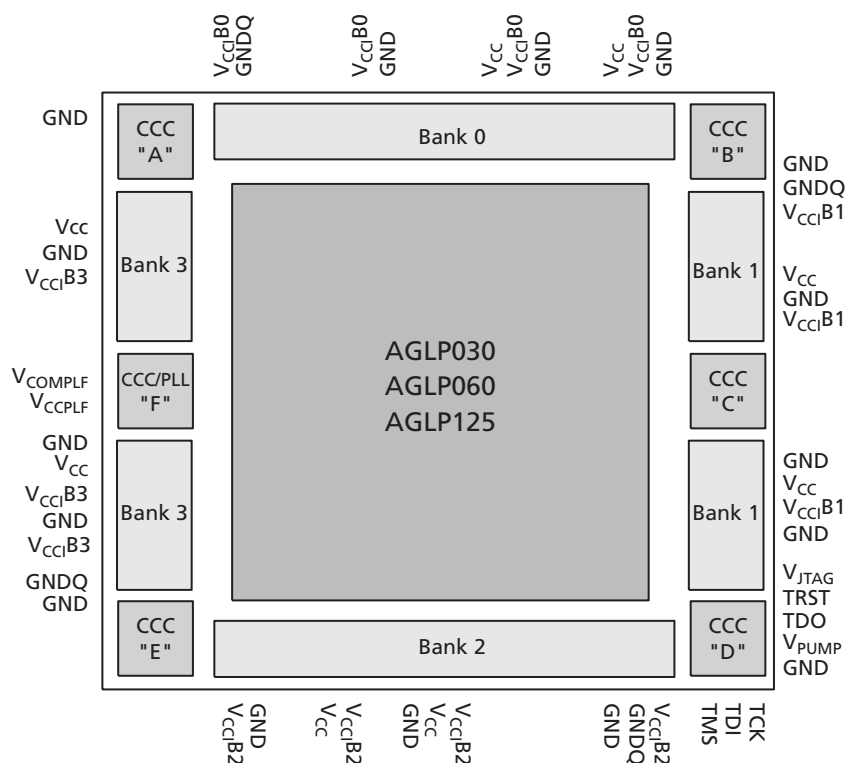 VCCIB0
GNDQ
VCCIB0
GND
VCC
VCCIB0
GND
VCC
VCCIB0
GND
GND
CCC
"A"
Bank 0
CCC
"B"
GND
GNDQ
VCCIB1
Vcc
GND
VCCIB3
Bank 3
Bank 1
VCC
GND
VCCIB1
AGLP030
AGLP060
AGLP125
VCOMPLF
VCCPLF
CCC/PLL
"F"
CCC
"C"
GND
VCC
VCCIB3
GND
VCCIB3
Bank 3
Bank 1
GND
VCC
VCCIB1
GND
GNDQ
GND
CCC
"E"
Bank 2
CCC
"D"
VJTAG
TRST
TDO
VPUMP
GND
VCCIB2
GND
VCC
VCCIB2
GND
VCC
VCCIB2
GND
GNDQ
VCCIB2
TMS
TDI
TCK